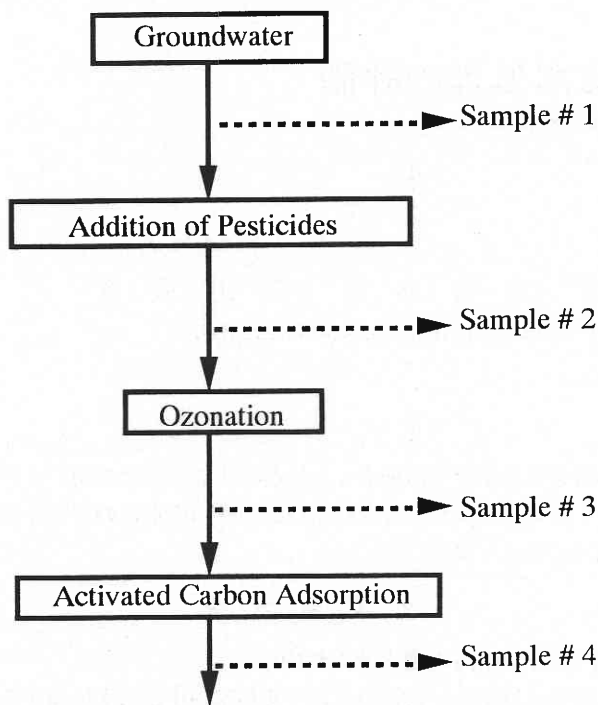 Groundwater
Sample # 1
Addition of Pesticides
Sample # 2
Ozonation
Sample # 3
Activated Carbon Adsorption
Sample # 4